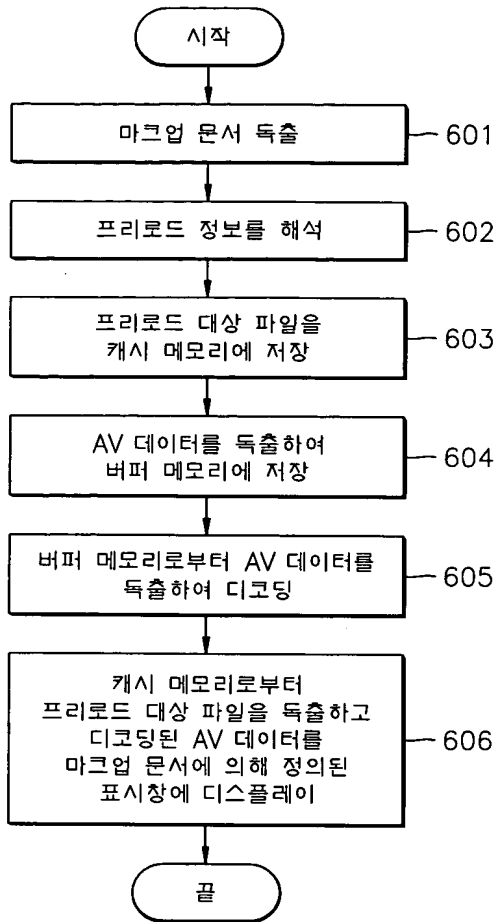 시작
마크업 문서 독출
601
프리로드 정보를 해석
602
프리로드 대상 파일을
캐시 메모리에 저장
603
AV 데이터를 독출하여
버퍼 메모리에 저장
604
버퍼 메모리로부터 AV 데이터를
독출하여 디코딩
605
캐시 메모리로부터
프리로드 대상 파일을 독출하고
디코딩된 AV 데이터를
마크업 문서에 의해 정의된
표시창에 디스플레이
606
끝